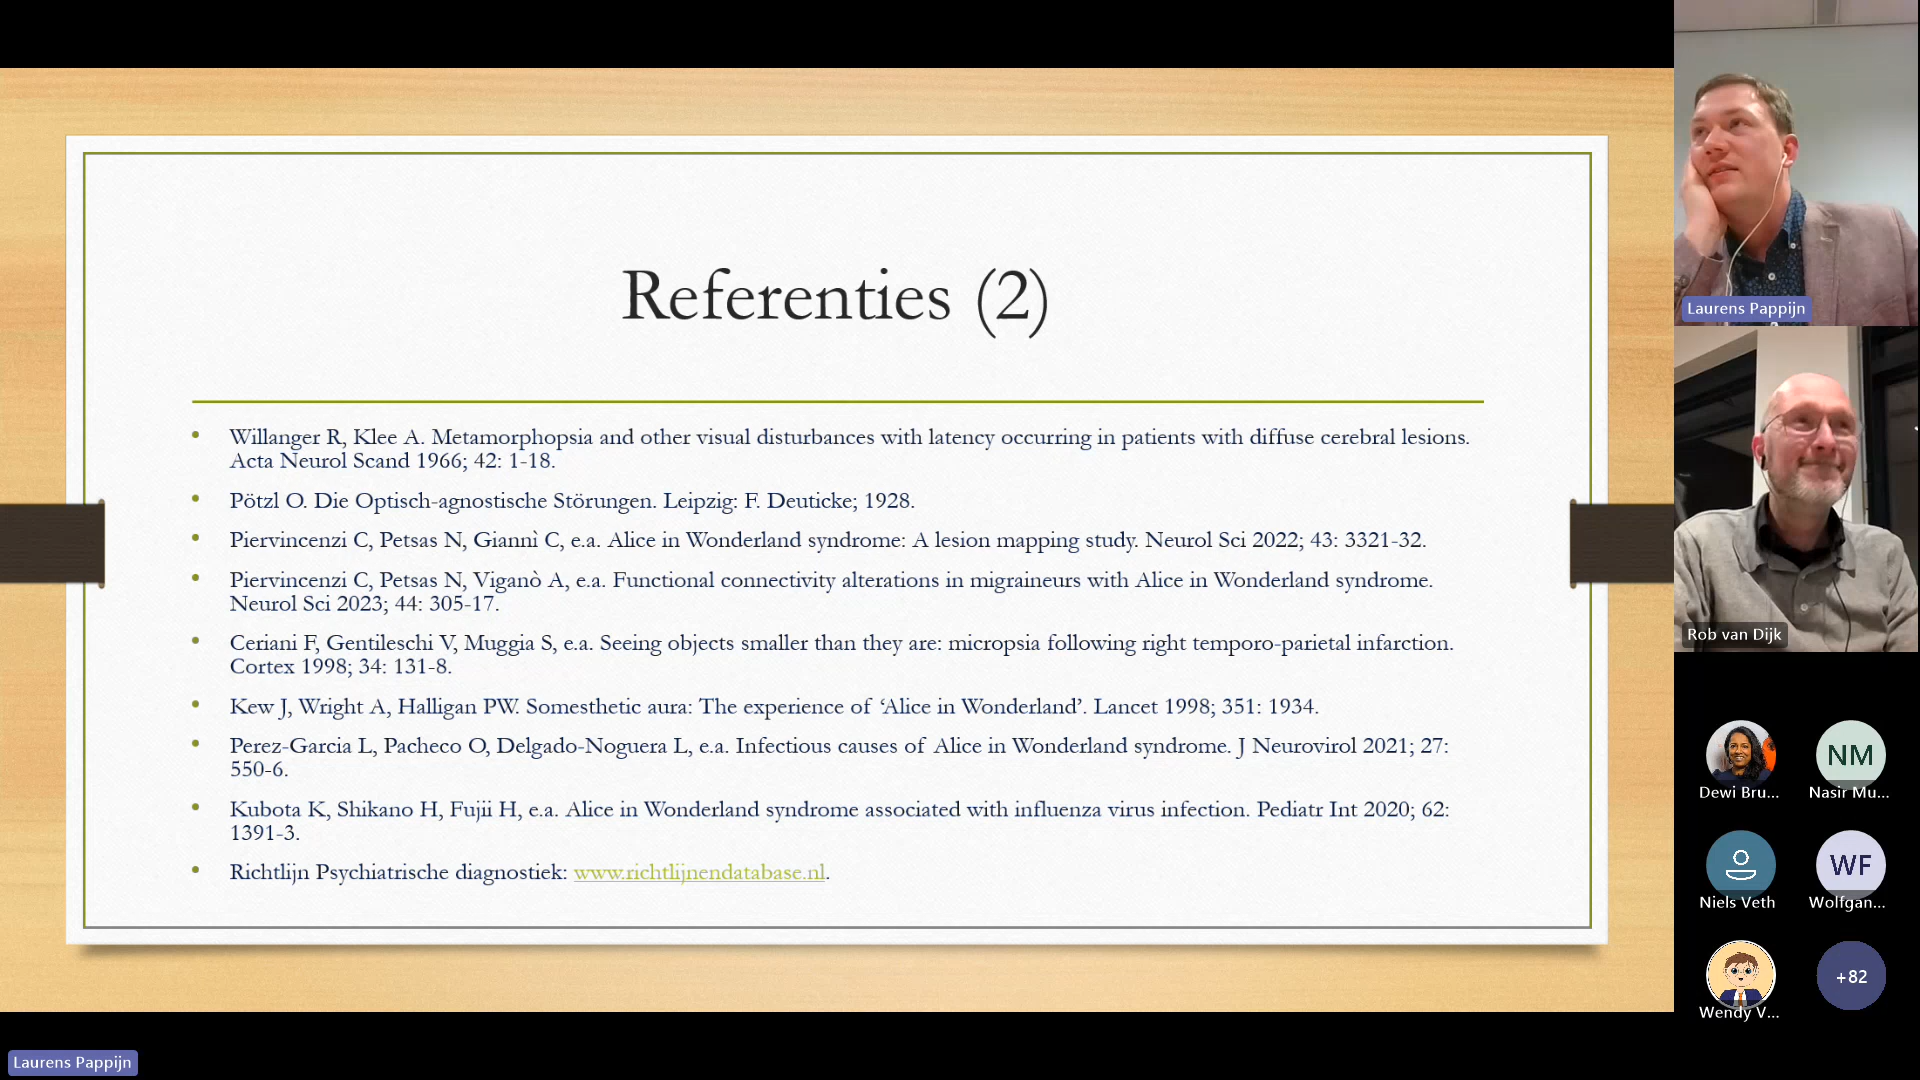 Referenties (2)
Willanger R, Klee A. Metamorphopsia and other visual disturbances with latency occurring in patients with diffuse cerebral lesions.
Acta Neurol Scand 1966; 42: 1-18.
Pötzl O. Die Optisch-agnostische Störungen. Leipzig: F. Deuticke; 1928.
Piervincenzi C, Petsas N, Giannì C, e.a. Alice in Wonderland syndrome: A lesion mapping study. Neurol Sci 2022; 43: 3321-32.
Piervincenzi C, Petsas N, Viganò A, e.a. Functional connectivity alterations in migraineurs with Alice in Wonderland syndrome.
Neurol Sci 2023; 44: 305-17.
Ceriani F, Gentileschi V, Muggia S, e.a. Seeing objects smaller than they are: micropsia following right temporo-parietal infarction.
Cortex 1998; 34: 131-8.
Kew J, Wright A, Halligan PW. Somesthetic aura: The experience of ‘Alice in Wonderland’. Lancet 1998; 351: 1934.
Perez-Garcia L, Pacheco O, Delgado-Noguera L, e.a. Infectious causes of Alice in Wonderland syndrome. J Neurovirol 2021; 27:
550-6.
Kubota K, Shikano H, Fujii H, e.a. Alice in Wonderland syndrome associated with influenza virus infection. Pediatr Int 2020; 62:
1391-3.
Richtlijn Psychiatrische diagnostiek: www.richtlijnendatabase.nl.
Laurens Pappijn
Rob van Dijk
NM
Dewi Bru...
Nasir Mu...
WF
Niels Veth
Wolfgan...
+82
Wendy V...
Laurens Pappijn